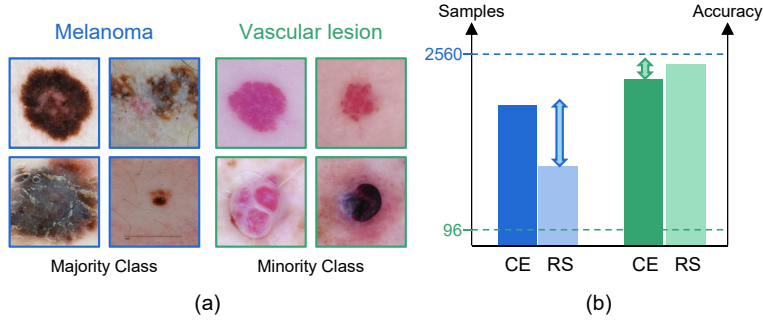 Melanoma
Vascular lesion
Majority Class
Minority Class
(a)
Samples
Accuracy
2560
96
CE RS
CE RS
(b)